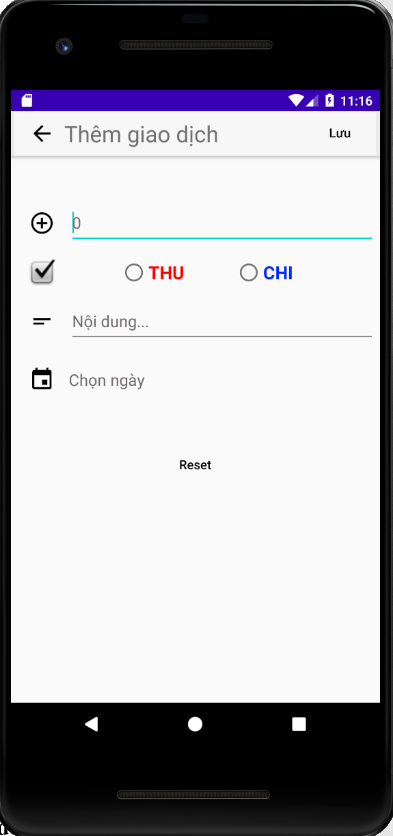 11:16
Thêm giao dịch Lưu
0
THU CHI
Nội dung...
Chọn ngày
Reset